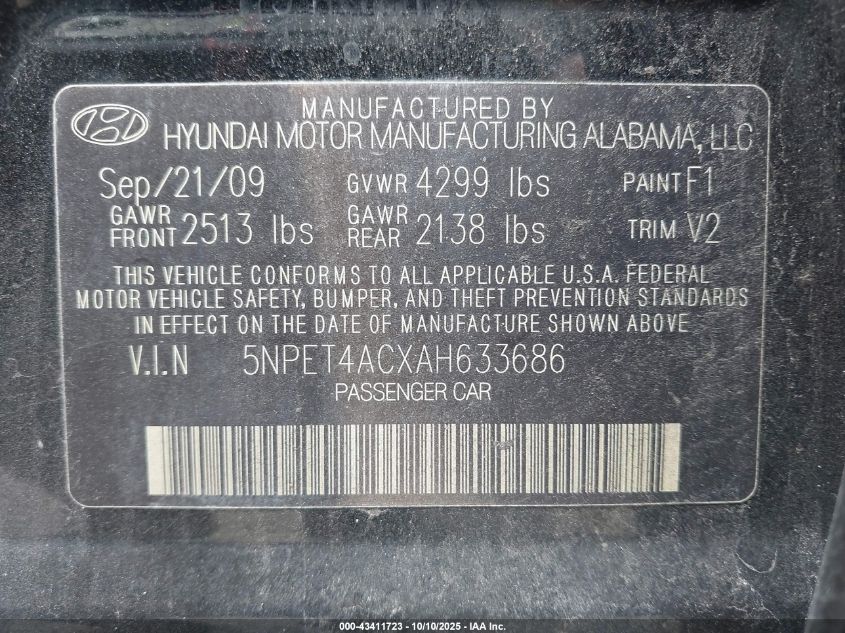 MANUFACTURED BY
HYUNDAI MOTOR MANUFACTURING ALABAMA, LLC
Sep/21/09 GVWR 4299 lbs PAINT F1
GAWR FRONT 2513 lbs GAWR REAR 2138 lbs TRIM V2
THIS VEHICLE CONFORMS TO ALL APPLICABLE U.S.A. FEDERAL
MOTOR VEHICLE SAFETY, BUMPER, AND THEFT PREVENTION STANDARDS
IN EFFECT ON THE DATE OF MANUFACTURE SHOWN ABOVE
V.I.N 5NPET4ACXAH633686
PASSENGER CAR
000-43411723 - 10/10/2025 - IAA Inc.